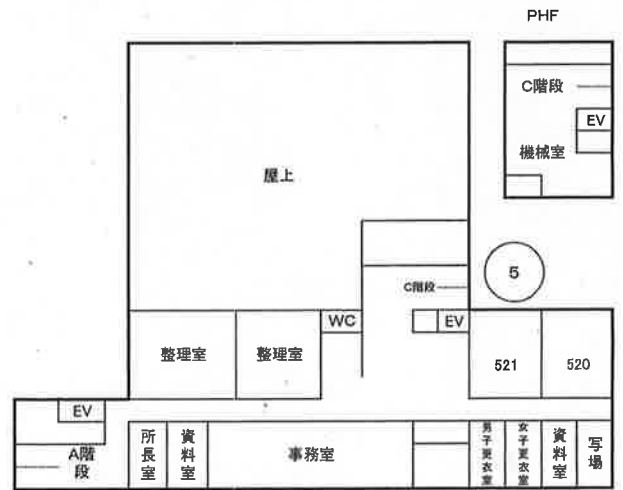 PHF
C階段
EV
機械室
屋上
5
C階段
WC
EV
整理室
整理室
521
520
EV
A階
段
所長室
資料室
事務室
男子更衣室
女子更衣室
資料室
写場